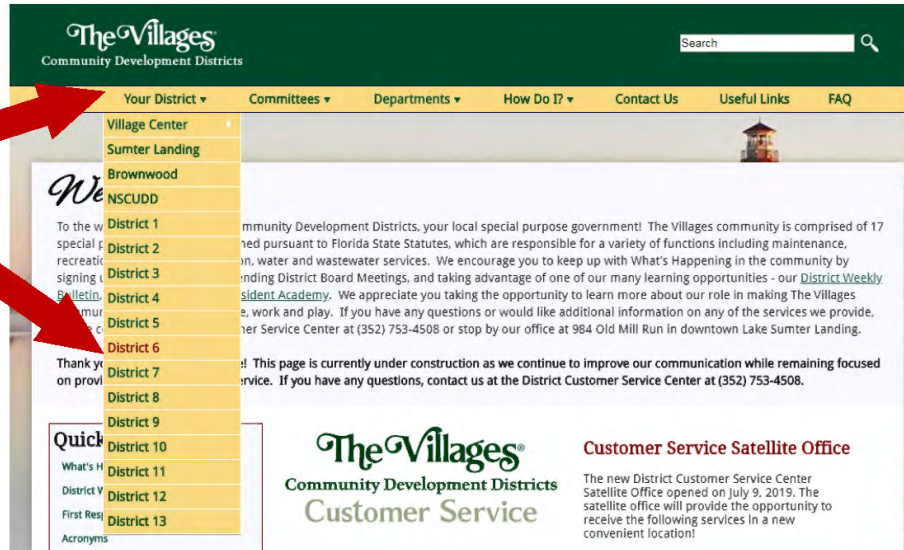 The Villages®
Community Development Districts
Search
Your District ▾ Committees ▾ Departments ▾ How Do I? ▾ Contact Us Useful Links FAQ
Village Center
Sumter Landing
Brownwood
NSCUDD
District 1
District 2
District 3
District 4
District 5
District 6
District 7
District 8
District 9
District 10
District 11
District 12
District 13
We
To the w mmunity Development Districts, your local special purpose government! The Villages community is comprised of 17
special p ned pursuant to Florida State Statutes, which are responsible for a variety of functions including maintenance,
recreatio n, water and wastewater services. We encourage you to keep up with What's Happening in the community by
signing u ending District Board Meetings, and taking advantage of one of our many learning opportunities - our District Weekly
Bulletin, sident Academy. We appreciate you taking the opportunity to learn more about our role in making The Villages
ommun e, work and play. If you have any questions or would like additional information on any of the services we provide,
e c er Service Center at (352) 753-4508 or stop by our office at 984 Old Mill Run in downtown Lake Sumter Landing.
Thank yo e! This page is currently under construction as we continue to improve our communication while remaining focused
on provi ervice. If you have any questions, contact us at the District Customer Service Center at (352) 753-4508.
Quick
What's H
District W
First Resp
Acronyms
The Villages®
Community Development Districts
Customer Service
Customer Service Satellite Office
The new District Customer Service Center
Satellite Office opened on July 9, 2019. The
satellite office will provide the opportunity to
receive the following services in a new
convenient location!